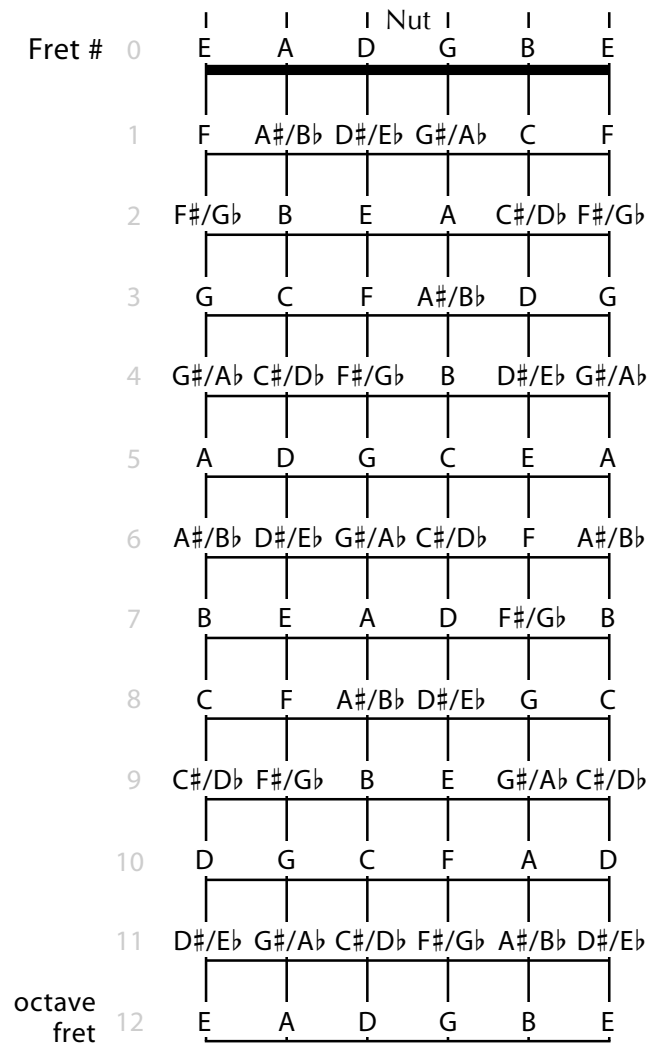 Nut
Fret # 0 E A D G B E
1 F A♯/B♭ D♯/E♭ G♯/A♭ C F
2 F♯/G♭ B E A C♯/D♭ F♯/G♭
3 G C F A♯/B♭ D G
4 G♯/A♭ C♯/D♭ F♯/G♭ B D♯/E♭ G♯/A♭
5 A D G C E A
6 A♯/B♭ D♯/E♭ G♯/A♭ C♯/D♭ F A♯/B♭
7 B E A D F♯/G♭ B
8 C F A♯/B♭ D♯/E♭ G C
9 C♯/D♭ F♯/G♭ B E G♯/A♭ C♯/D♭
10 D G C F A D
11 D♯/E♭ G♯/A♭ C♯/D♭ F♯/G♭ A♯/B♭ D♯/E♭
octave
fret 12 E A D G B E